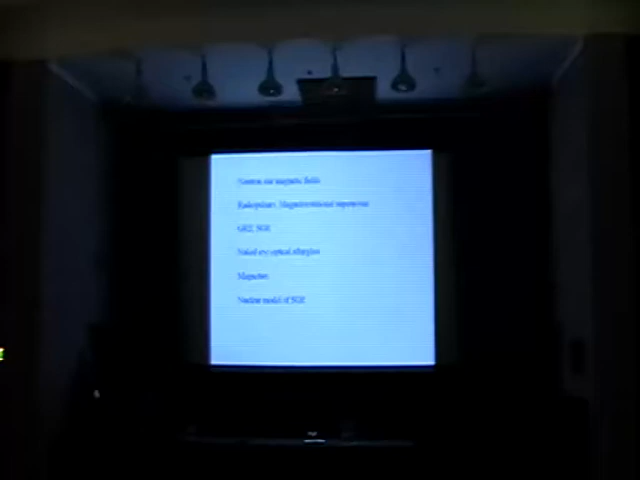 Neutron star magnetic fields
Radiopulsars. Magnetorotational supernovae
GRB, SGR
Naked eye optical afterglow
Magnetars
Nuclear model of SGR